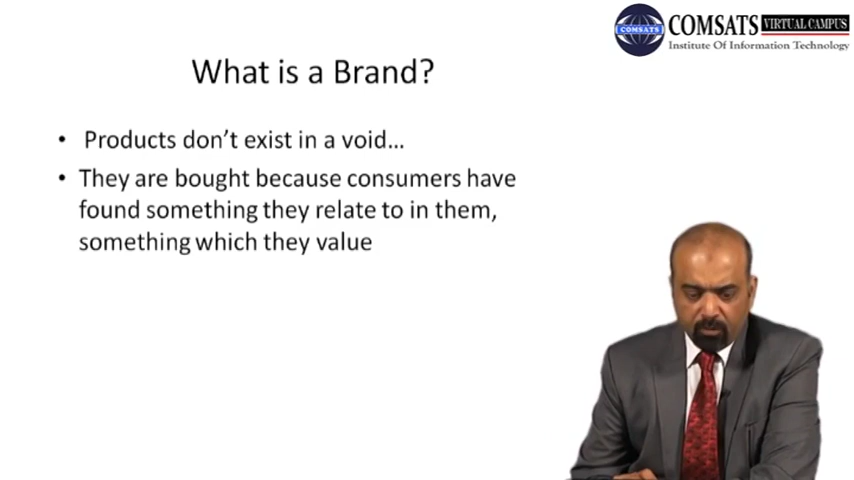 COMSATS VIRTUAL CAMPUS
COMSATS Institute Of Information Technology
What is a Brand?
• Products don't exist in a void...
• They are bought because consumers have
found something they relate to in them,
something which they value